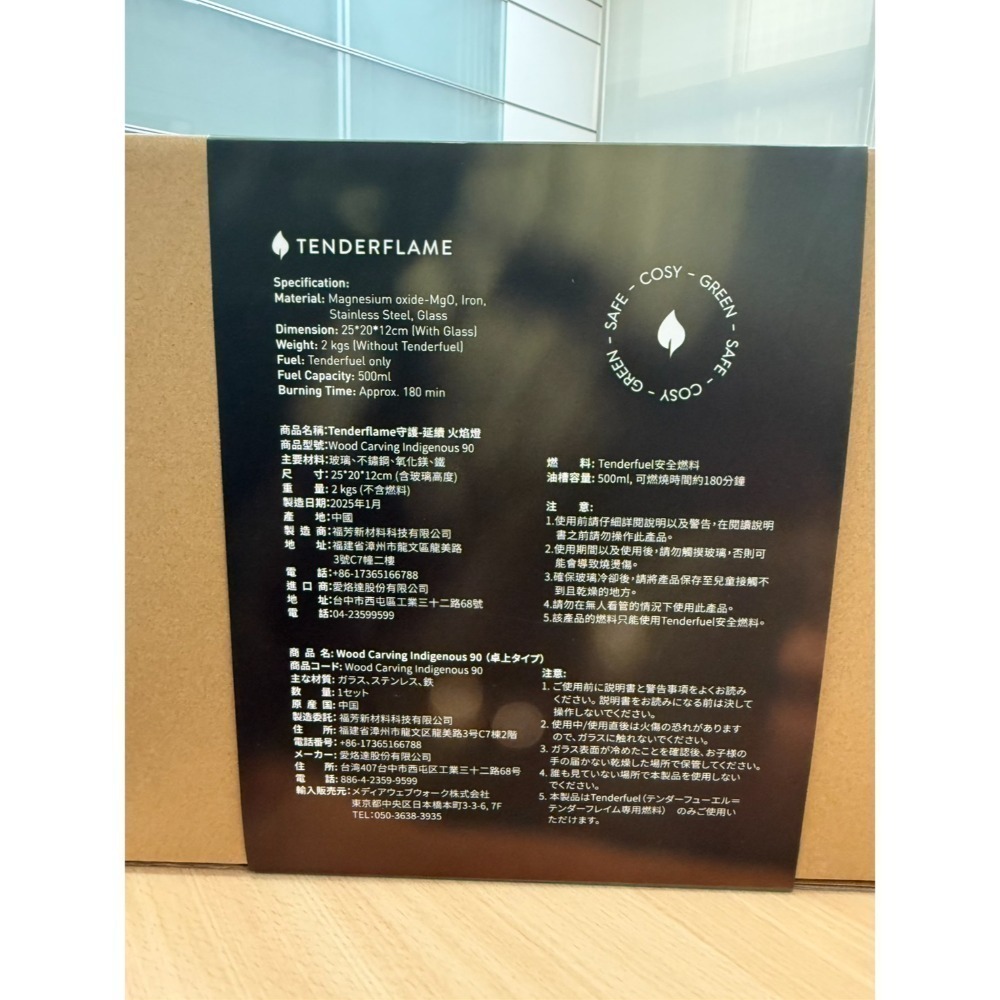 TENDERFLAME
Specification:
Material: Magnesium oxide-MgO, Iron,
Stainless Steel, Glass
Dimension: 25*20*12cm (With Glass)
Weight: 2 kgs (Without Tenderfuel)
Fuel: Tenderfuel only
Fuel Capacity: 500ml
Burning Time: Approx. 180 min
SAFE - COSY - GREEN - SAFE - COSY - GREEN -
商品名稱:Tenderflame守護-延續 火焰燈
商品型號:Wood Carving Indigenous 90
主要材料:玻璃、不鏽鋼、氧化鎂、鐵
尺 寸:25*20*12cm (含玻璃高度)
重 量: 2 kgs (不含燃料)
製造日期:2025年1月
產 地:中國
製 造 商:福芳新材料科技有限公司
地 址:福建省漳州市龍文區龍美路
3號C7幢二樓
電 話:+86-17365166788
進 口 商:愛烙達股份有限公司
地 址:台中市西屯區工業三十二路68號
電 話:04-23599599
燃 料: Tenderfuel安全燃料
油槽容量: 500ml, 可燃燒時間約180分鐘
注 意:
1.使用前請仔細詳閱說明以及警告,在閱讀說明
書之前請勿操作此產品。
2.使用期間以及使用後,請勿觸摸玻璃,否則可
能會導致燒燙傷。
3.確保玻璃冷卻後,請將產品保存至兒童接觸不
到且乾燥的地方。
4.請勿在無人看管的情況下使用此產品。
5.該產品的燃料只能使用Tenderfuel安全燃料。
商 品 名: Wood Carving Indigenous 90 (卓上タイプ)
商品コード: Wood Carving Indigenous 90
主な材質: ガラス、ステンレス、鉄
数 量: 1セット
原 産 国: 中国
製造委託: 福芳新材料科技有限公司
住 所: 福建省漳州市龍文区龍美路3号C7棟2階
電話番号: +86-17365166788
メーカー: 愛烙達股份有限公司
住 所: 台湾407台中市西屯区工業三十二路68号
電 話: 886-4-2359-9599
輸入販売元: メディアウェブウォーク株式会社
東京都中央区日本橋本町3-3-6, 7F
TEL:050-3638-3935
注意:
1. ご使用前に説明書と警告事項をよくお読み
ください。説明書をお読みになる前は決して
操作しないでください。
2. 使用中/使用直後は火傷の恐れがあります
ので、ガラスに触れないでください。
3. ガラス表面が冷めたことを確認後、お子様の
手の届かない乾燥した場所で保管してください。
4. 誰も見ていない場所で本製品を使用しない
でください。
5. 本製品はTenderfuel(テンダーフューエル=
テンダーフレイム専用燃料) のみご使用い
ただけます。